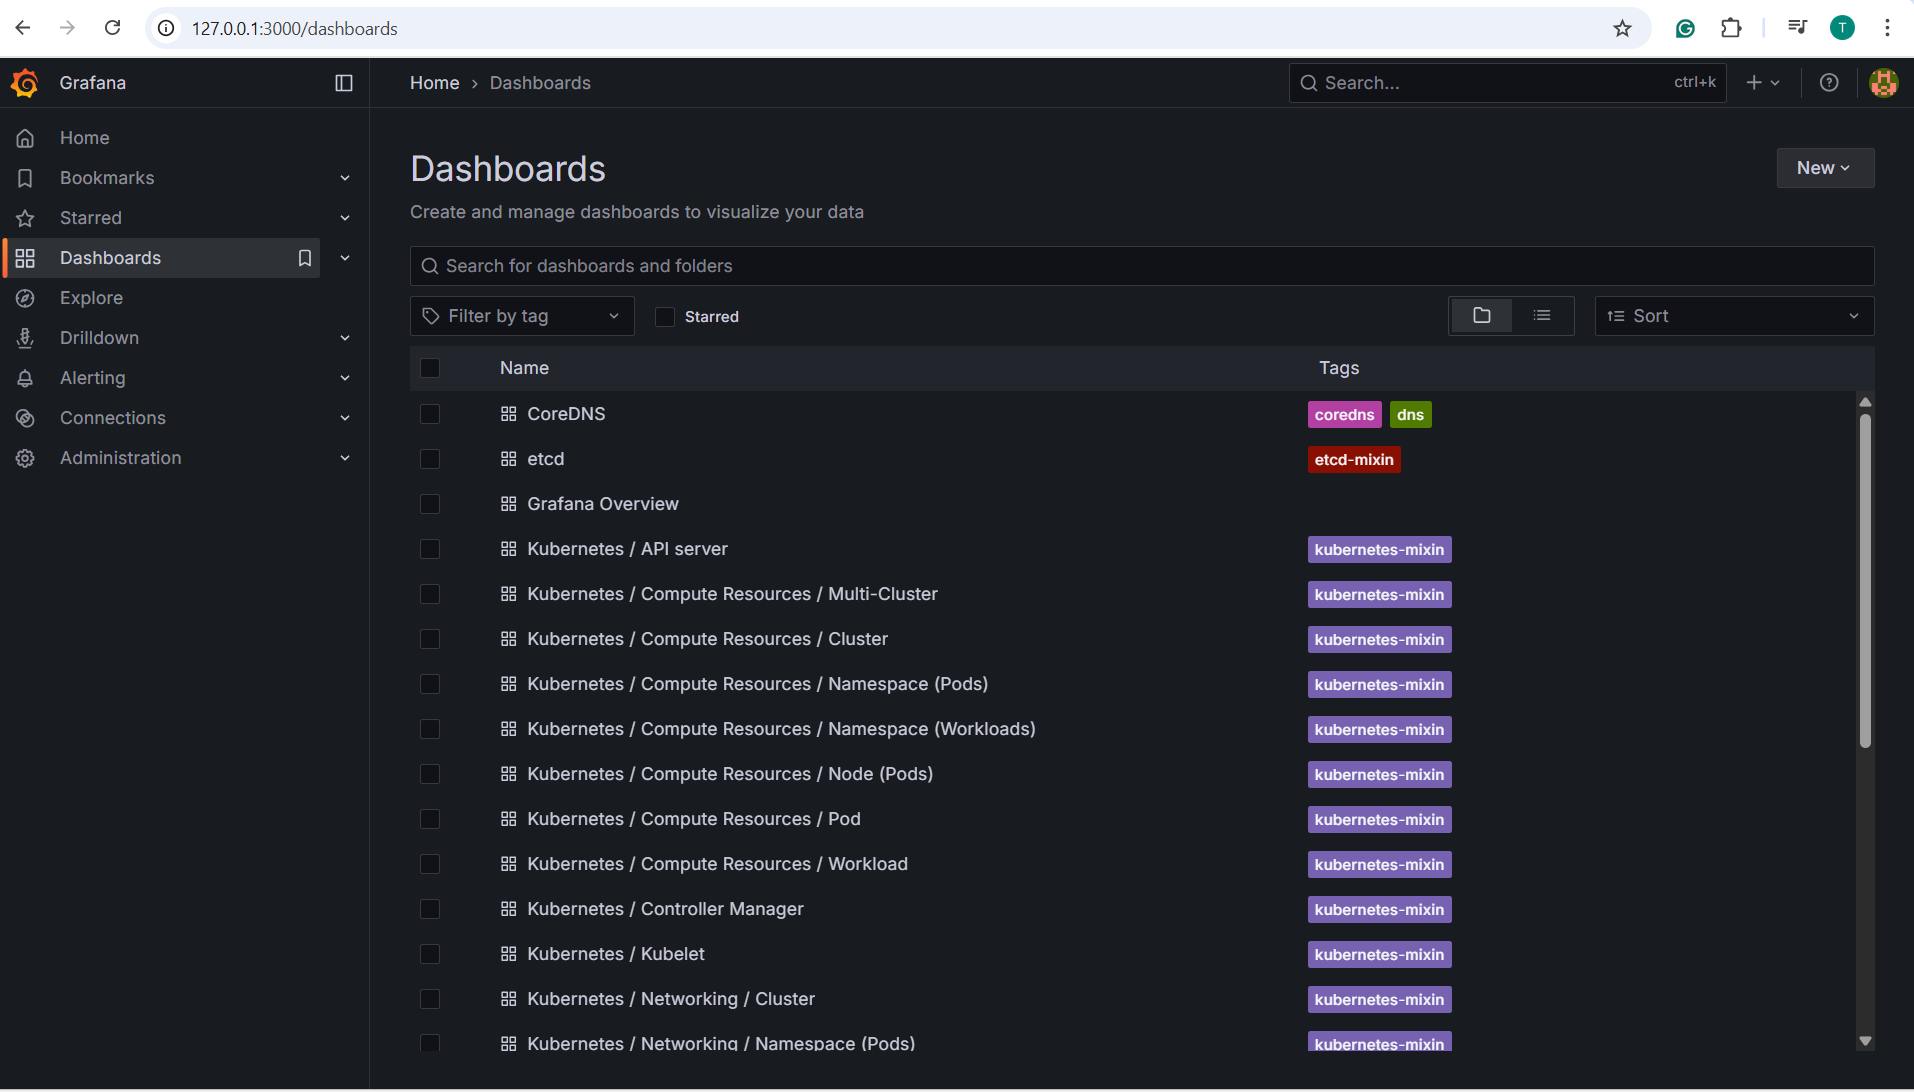 127.0.0.1:3000/dashboards
T
Grafana
Home › Dashboards
Search...
ctrl+k
Home
Bookmarks
Starred
Dashboards
Explore
Drilldown
Alerting
Connections
Administration
Dashboards
New
Create and manage dashboards to visualize your data
Search for dashboards and folders
Filter by tag
Starred
Sort
Name Tags
CoreDNS coredns dns
etcd etcd-mixin
Grafana Overview
Kubernetes / API server kubernetes-mixin
Kubernetes / Compute Resources / Multi-Cluster kubernetes-mixin
Kubernetes / Compute Resources / Cluster kubernetes-mixin
Kubernetes / Compute Resources / Namespace (Pods) kubernetes-mixin
Kubernetes / Compute Resources / Namespace (Workloads) kubernetes-mixin
Kubernetes / Compute Resources / Node (Pods) kubernetes-mixin
Kubernetes / Compute Resources / Pod kubernetes-mixin
Kubernetes / Compute Resources / Workload kubernetes-mixin
Kubernetes / Controller Manager kubernetes-mixin
Kubernetes / Kubelet kubernetes-mixin
Kubernetes / Networking / Cluster kubernetes-mixin
Kubernetes / Networking / Namespace (Pods) kubernetes-mixin